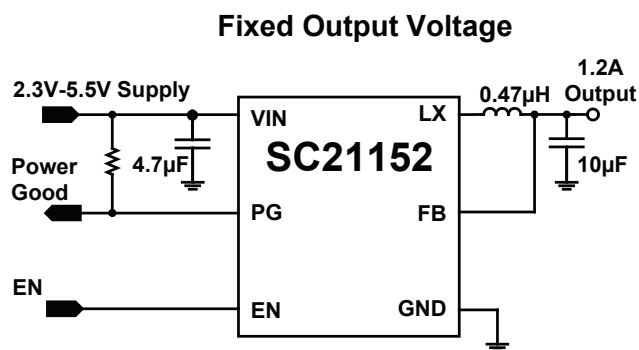 Fixed Output Voltage
2.3V-5.5V Supply
1.2A
Output
0.47µH
VIN
LX
SC21152
4.7µF
10µF
Power
Good
PG
FB
EN
EN
GND